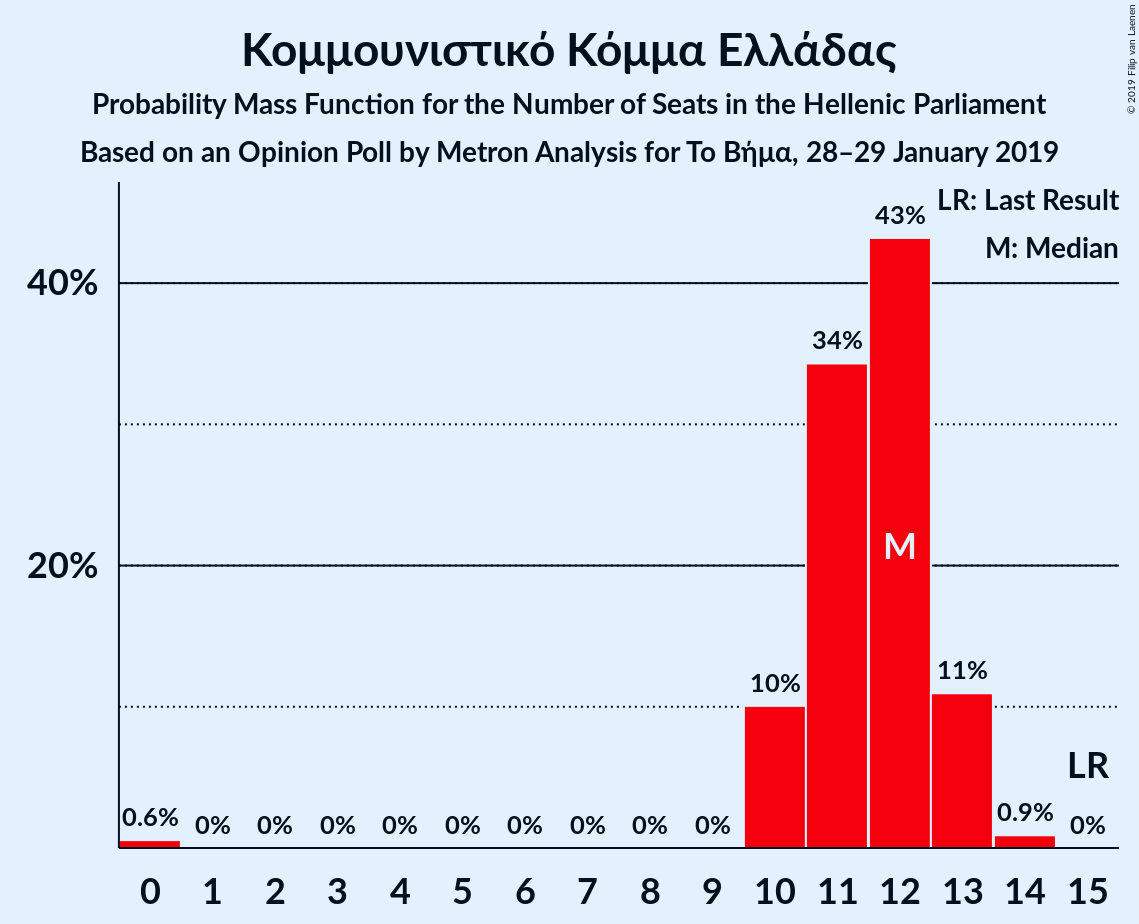 Κομμουνιστικό Κόμμα Ελλάδας
Probability Mass Function for the Number of Seats in the Hellenic Parliament
Based on an Opinion Poll by Metron Analysis for Το Βήμα, 28–29 January 2019
© 2019 Filip van Laenen
LR: Last Result
M: Median
43%
40%
34%
M
20%
11%
10%
LR
0.6% 0% 0% 0% 0% 0% 0% 0% 0% 0% 0.9% 0%
0 1 2 3 4 5 6 7 8 9 10 11 12 13 14 15